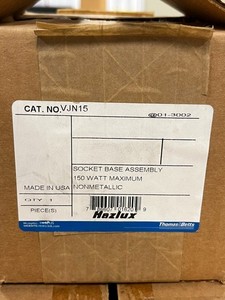 CAT. NO. VJN15
@01-3002
SOCKET BASE ASSEMBLY
150 WATT MAXIMUM
MADE IN USA NONMETALLIC
QTY. 1
PIECE(S)
Hazlux
Thomas&Betts